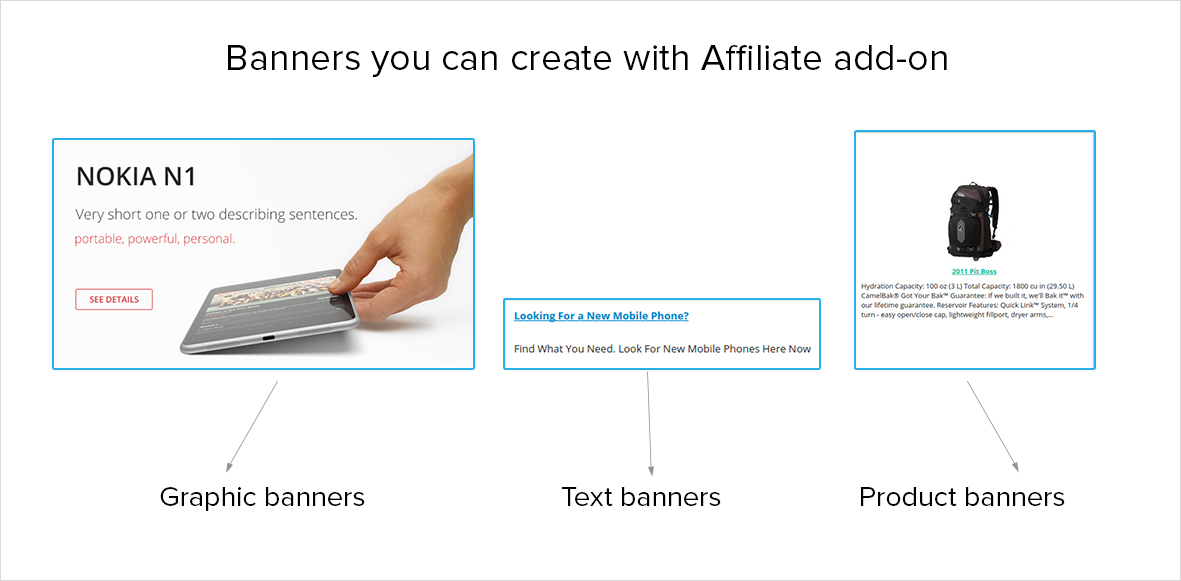 Banners you can create with Affiliate add-on
NOKIA N1
Very short one or two describing sentences.
portable, powerful, personal.
SEE DETAILS
Looking For a New Mobile Phone?
Find What You Need. Look For New Mobile Phones Here Now
2011 Pit Boss
Hydration Capacity: 100 oz (3 L) Total Capacity: 1800 cu in (29.50 L)
CamelBak® Got Your Bak™ Guarantee: If we built it, we'll Bak it™ with
our lifetime guarantee. Reservoir Features: Quick Link™ System, 1/4
turn - easy open/close cap, lightweight fillport, dryer arms,...
Graphic banners
Text banners
Product banners